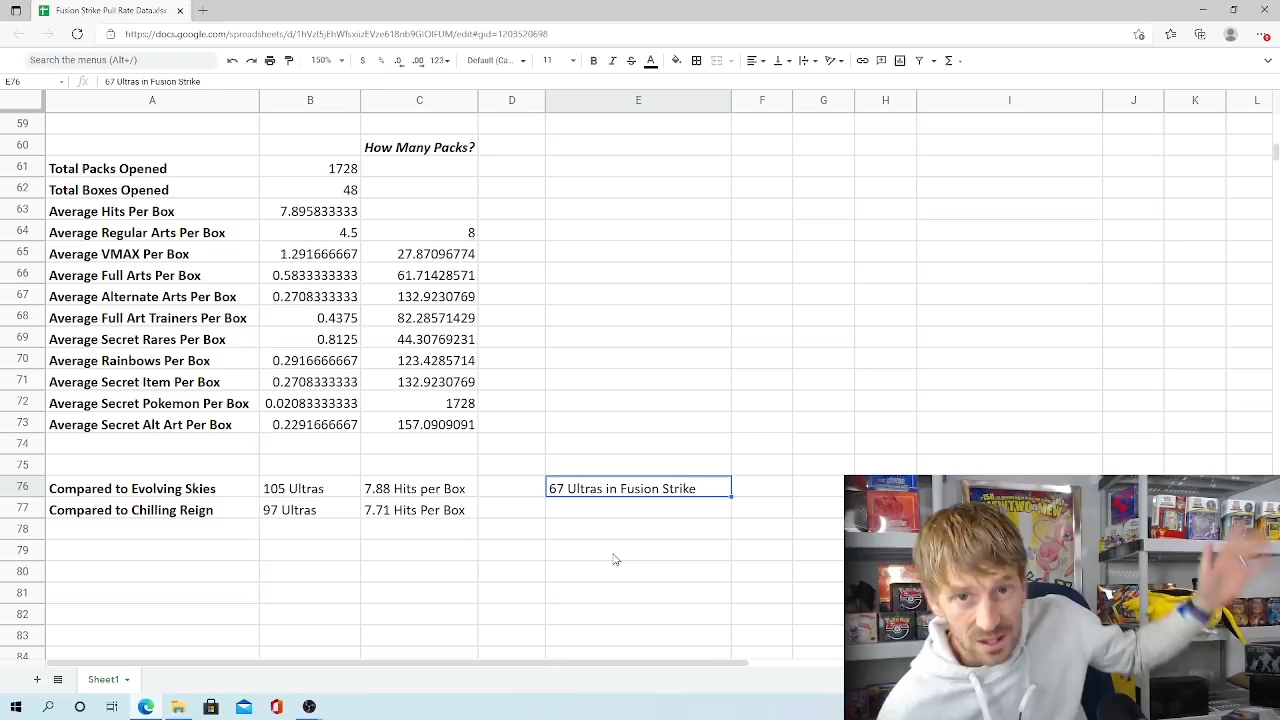 Fusion Strike Pull Rate Data.xlsx
https://docs.google.com/spreadsheets/d/1hVzl5jEhWfsxiizEVze618nb9GIOIFUM/edit#gid=1203520698
Search the menus (Alt+/)
150% $ % .0 .00 123 Default (Ca... 11 B I S A
E76 fx 67 Ultras in Fusion Strike
A B C D E F G H I J K L
59
60 How Many Packs?
61 Total Packs Opened 1728
62 Total Boxes Opened 48
63 Average Hits Per Box 7.895833333
64 Average Regular Arts Per Box 4.5 8
65 Average VMAX Per Box 1.291666667 27.87096774
66 Average Full Arts Per Box 0.5833333333 61.71428571
67 Average Alternate Arts Per Box 0.2708333333 132.9230769
68 Average Full Art Trainers Per Box 0.4375 82.28571429
69 Average Secret Rares Per Box 0.8125 44.30769231
70 Average Rainbows Per Box 0.2916666667 123.4285714
71 Average Secret Item Per Box 0.2708333333 132.9230769
72 Average Secret Pokemon Per Box 0.02083333333 1728
73 Average Secret Alt Art Per Box 0.2291666667 157.0909091
74
75
76 Compared to Evolving Skies 105 Ultras 7.88 Hits per Box 67 Ultras in Fusion Strike
77 Compared to Chilling Reign 97 Ultras 7.71 Hits Per Box
78
79
80
81
82
83
84
Sheet1